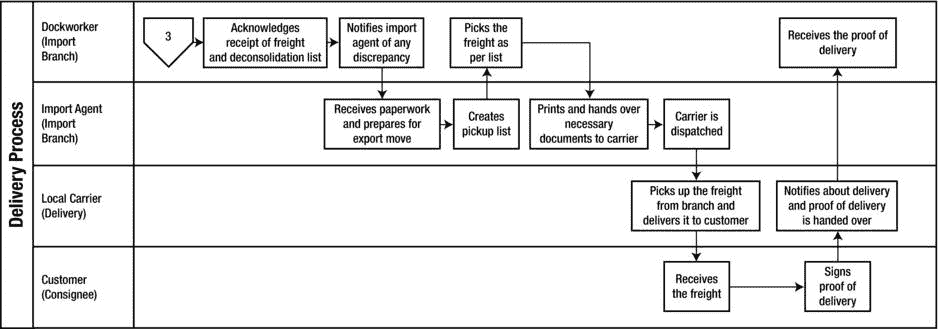 Delivery Process
Dockworker
(Import
Branch)
3
Acknowledges
receipt of freight
and deconsolidation list
Notifies import
agent of any
discrepancy
Picks the
freight as
per list
Receives the proof of
delivery
Import Agent
(Import
Branch)
Receives paperwork
and prepares for
export move
Creates
pickup list
Prints and hands over
necessary
documents to carrier
Carrier is
dispatched
Local Carrier
(Delivery)
Picks up the freight
from branch and
delivers it to customer
Notifies about delivery
and proof of delivery
is handed over
Customer
(Consignee)
Receives
the freight
Signs
proof of
delivery